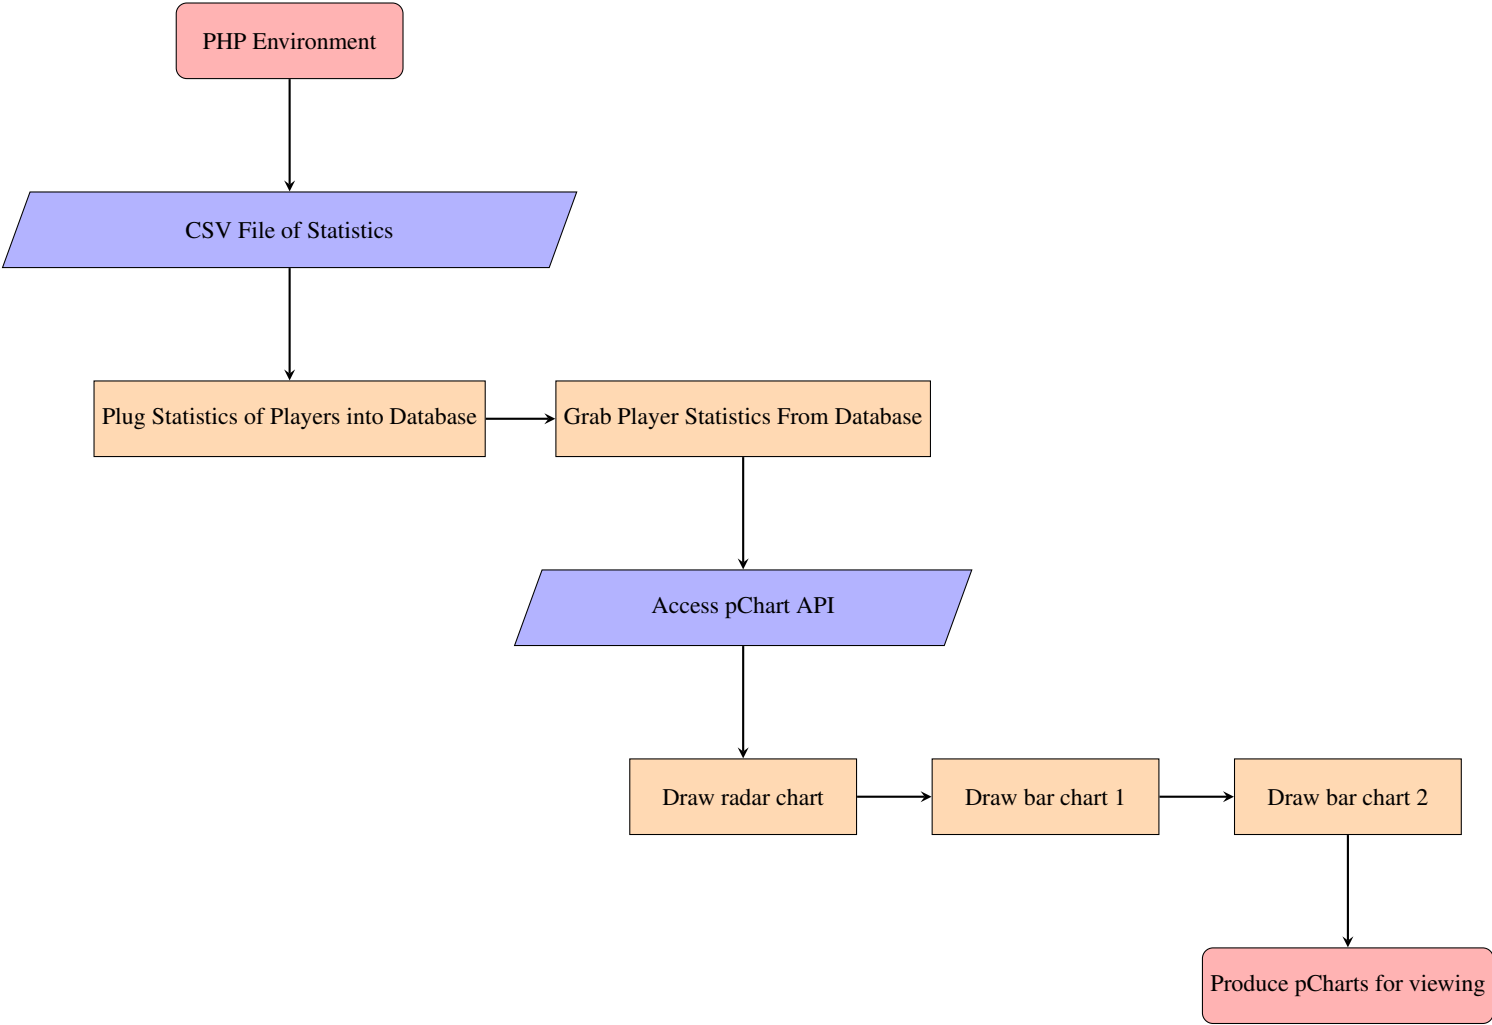 PHP Environment
CSV File of Statistics
Plug Statistics of Players into Database
Grab Player Statistics From Database
Access pChart API
Draw radar chart
Draw bar chart 1
Draw bar chart 2
Produce pCharts for viewing